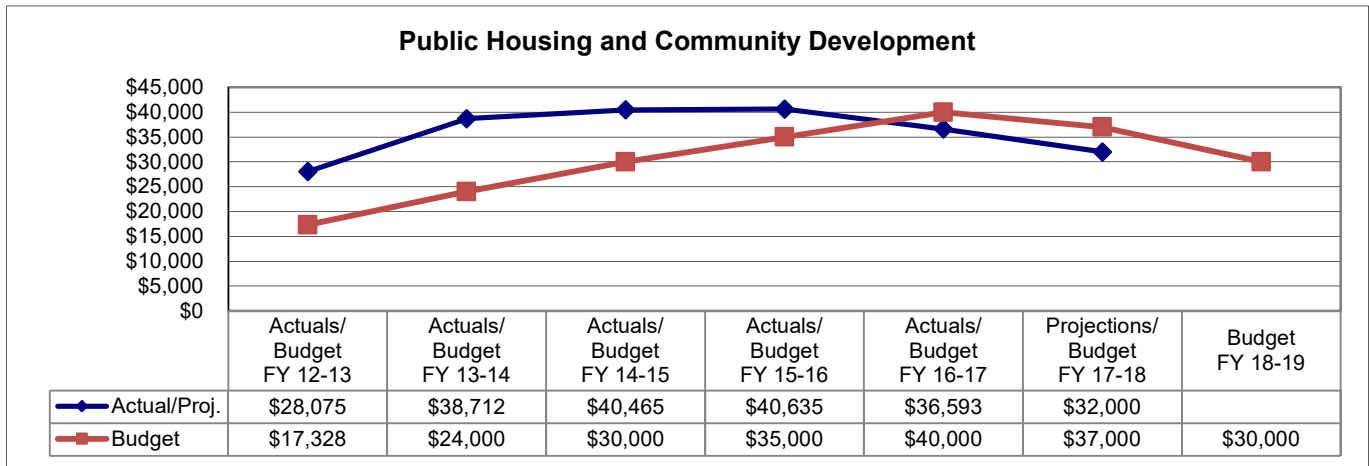 Public Housing and Community Development
$45,000
$40,000
$35,000
$30,000
$25,000
$20,000
$15,000
$10,000
$5,000
$0
Actuals/ Actuals/ Actuals/ Actuals/ Actuals/ Projections/
Budget Budget Budget Budget Budget Budget Budget
FY 12-13 FY 13-14 FY 14-15 FY 15-16 FY 16-17 FY 17-18 FY 18-19
Actual/Proj. $28,075 $38,712 $40,465 $40,635 $36,593 $32,000
Budget $17,328 $24,000 $30,000 $35,000 $40,000 $37,000 $30,000